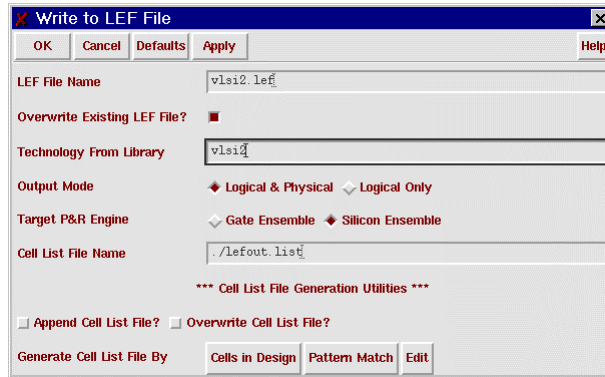 Write to LEF File
OK Cancel Defaults Apply Help
LEF File Name vlsi2.lef
Overwrite Existing LEF File?
Technology From Library vlsi2
Output Mode Logical & Physical Logical Only
Target P&R Engine Gate Ensemble Silicon Ensemble
Cell List File Name ./lefout.list
*** Cell List File Generation Utilities ***
Append Cell List File? Overwrite Cell List File?
Generate Cell List File By Cells in Design Pattern Match Edit